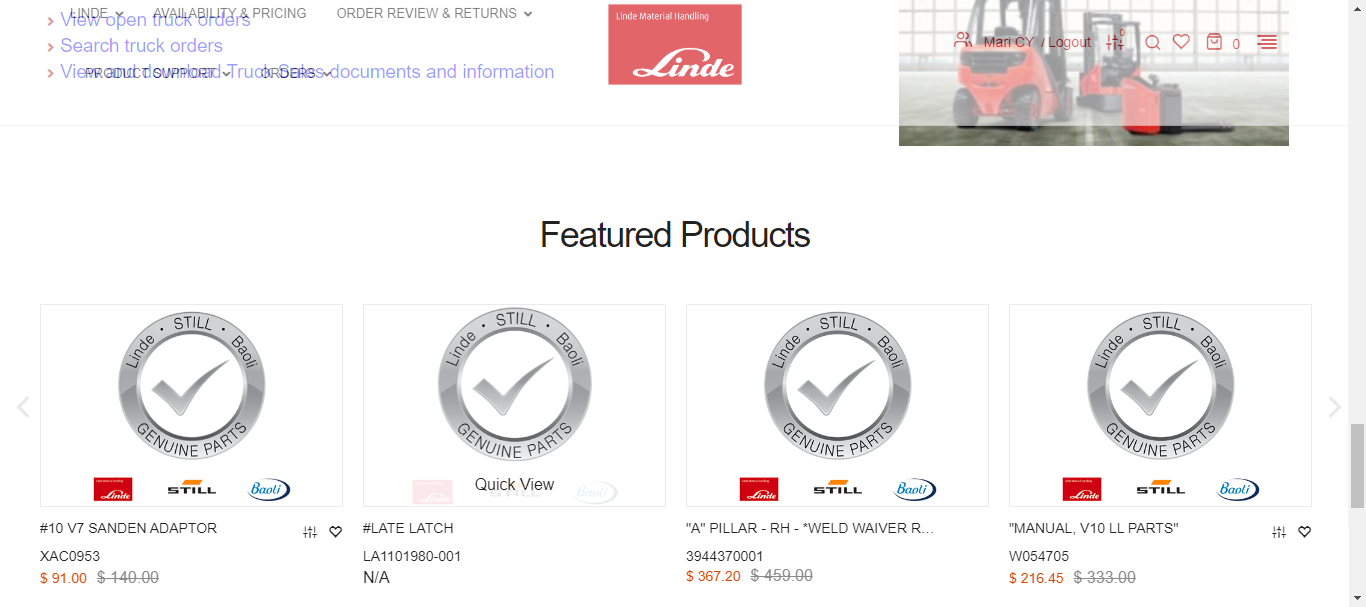 LINDE
AVAILABILITY & PRICING
ORDER REVIEW & RETURNS
View open truck orders
Search truck orders
View and download Truck Sales documents and information
PRODUCT SUPPORT
ORDERS
Linde Material Handling
Linde
Mari CY / Logout
0
0
Featured Products
Linde • STILL • Baoli
GENUINE PARTS
Linde STILL Baoli
Linde • STILL • Baoli
GENUINE PARTS
Quick View
Linde • STILL • Baoli
GENUINE PARTS
Linde STILL Baoli
Linde • STILL • Baoli
GENUINE PARTS
Linde STILL Baoli
#10 V7 SANDEN ADAPTOR
XAC0953
$ 91.00 $ 140.00
#LATE LATCH
LA1101980-001
N/A
"A" PILLAR - RH - *WELD WAIVER R...
3944370001
$ 367.20 $ 459.00
"MANUAL, V10 LL PARTS"
W054705
$ 216.45 $ 333.00